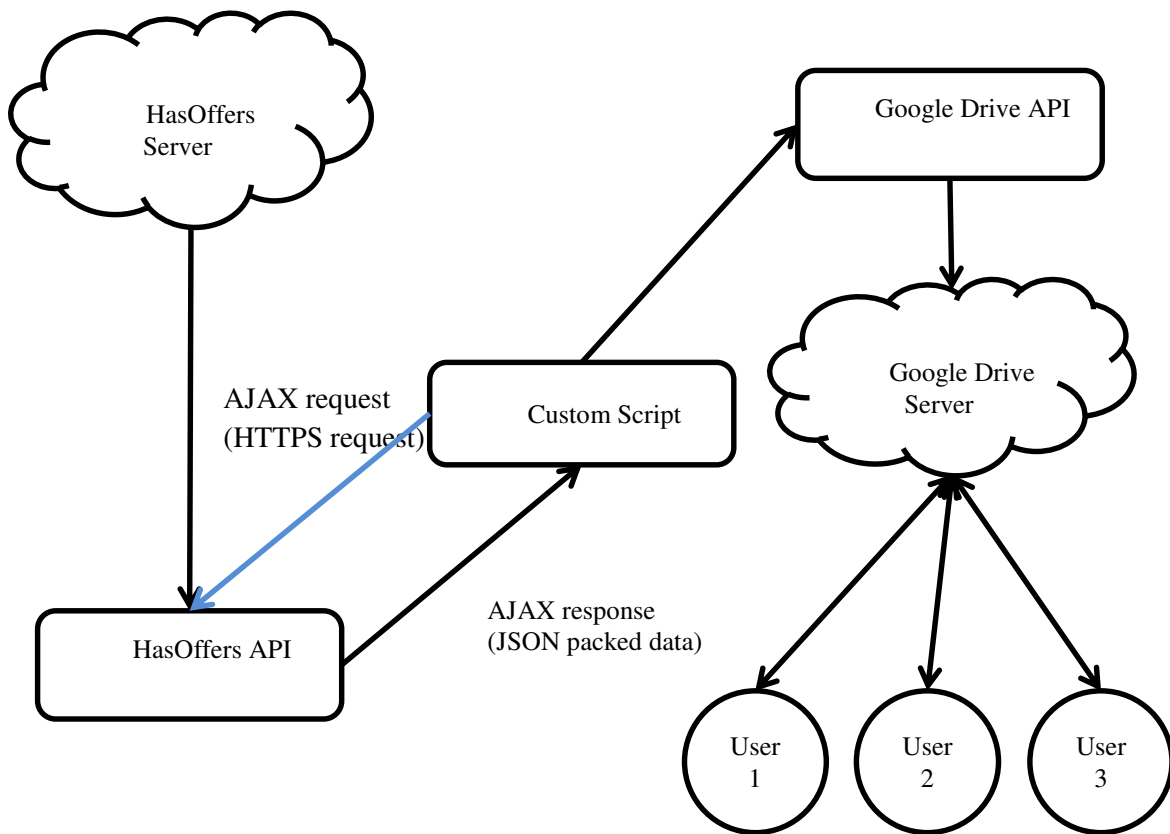 HasOffers
Server
Google Drive API
Google Drive
Server
AJAX request
(HTTPS request)
Custom Script
HasOffers API
AJAX response
(JSON packed data)
User
1
User
2
User
3